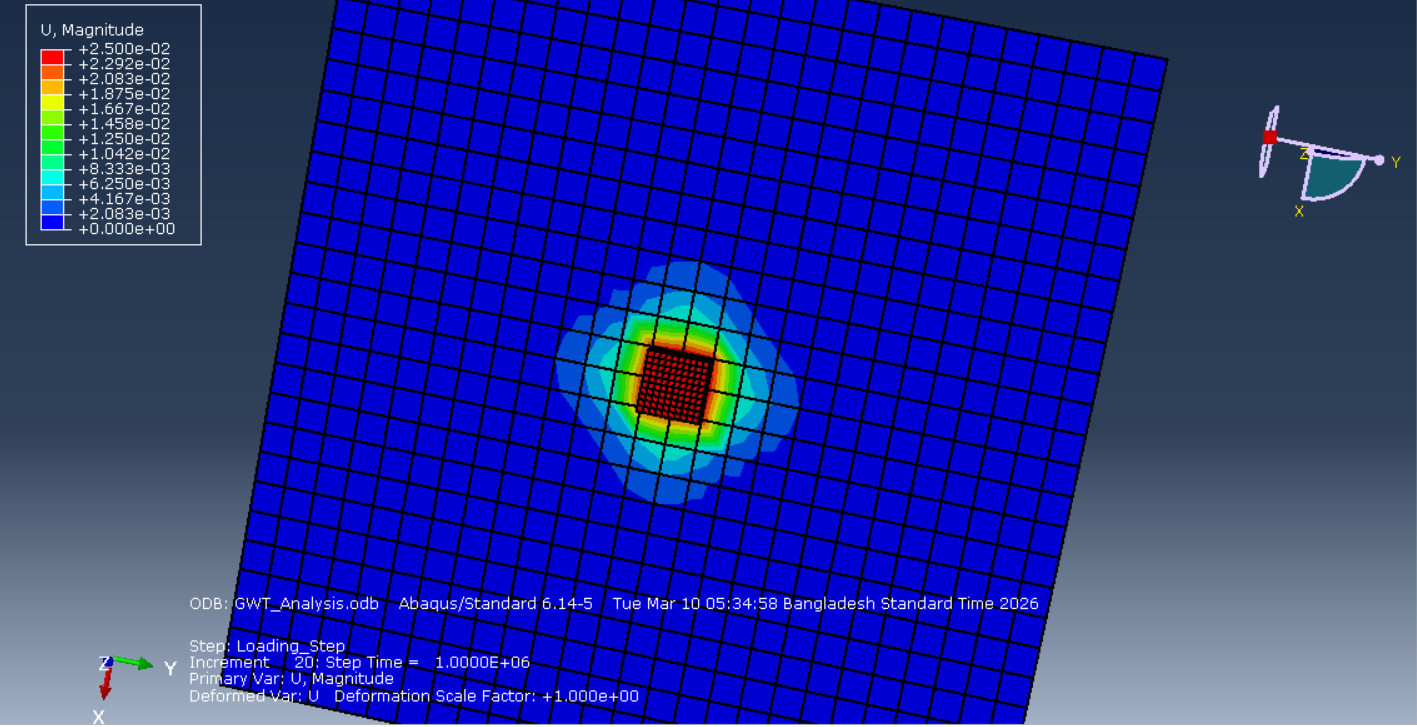 U, Magnitude
+2.500e-02
+2.292e-02
+2.083e-02
+1.875e-02
+1.667e-02
+1.458e-02
+1.250e-02
+1.042e-02
+8.333e-03
+6.250e-03
+4.167e-03
+2.083e-03
+0.000e+00
Z
Y
X
ODB: GWT_Analysis.odb    Abaqus/Standard 6.14-5    Tue Mar 10 05:34:58 Bangladesh Standard Time 2026
Step: Loading_Step
Increment    20: Step Time =   1.0000E+06
Primary Var: U, Magnitude
Deformed Var: U   Deformation Scale Factor: +1.000e+00
Z
Y
X